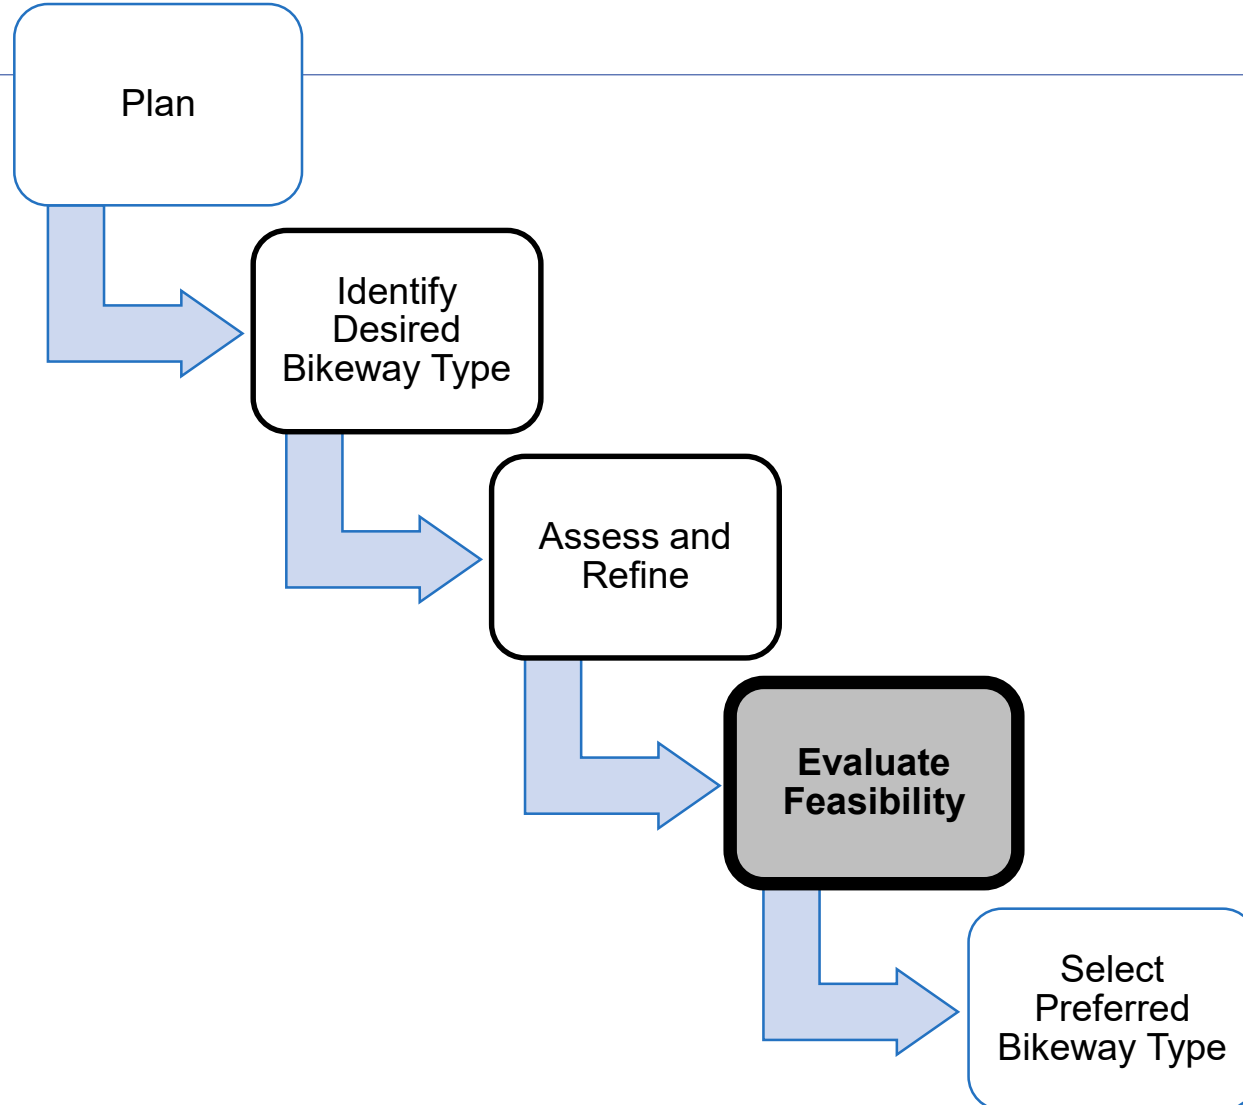 Plan
Identify
Desired
Bikeway Type
Assess and
Refine
Evaluate
Feasibility
Select
Preferred
Bikeway Type